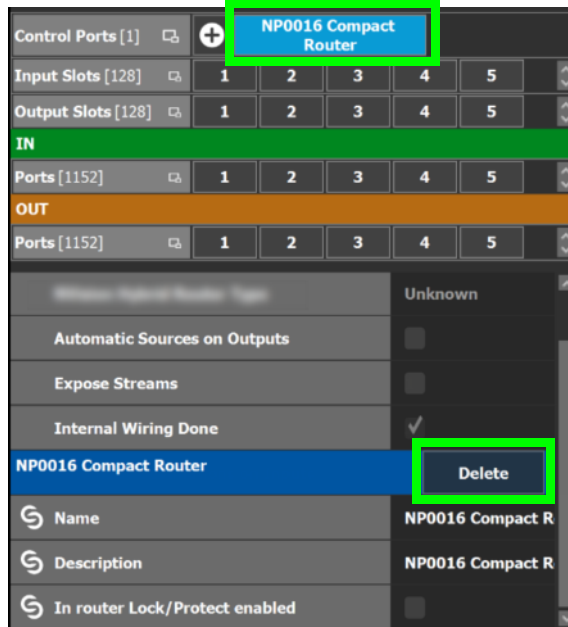 Control Ports [1]
NP0016 Compact
Router
Input Slots [128] 1 2 3 4 5
Output Slots [128] 1 2 3 4 5
IN
Ports [1152] 1 2 3 4 5
OUT
Ports [1152] 1 2 3 4 5
Unknown
Automatic Sources on Outputs
Expose Streams
Internal Wiring Done
NP0016 Compact Router Delete
Name NP0016 Compact R
Description NP0016 Compact R
In router Lock/Protect enabled